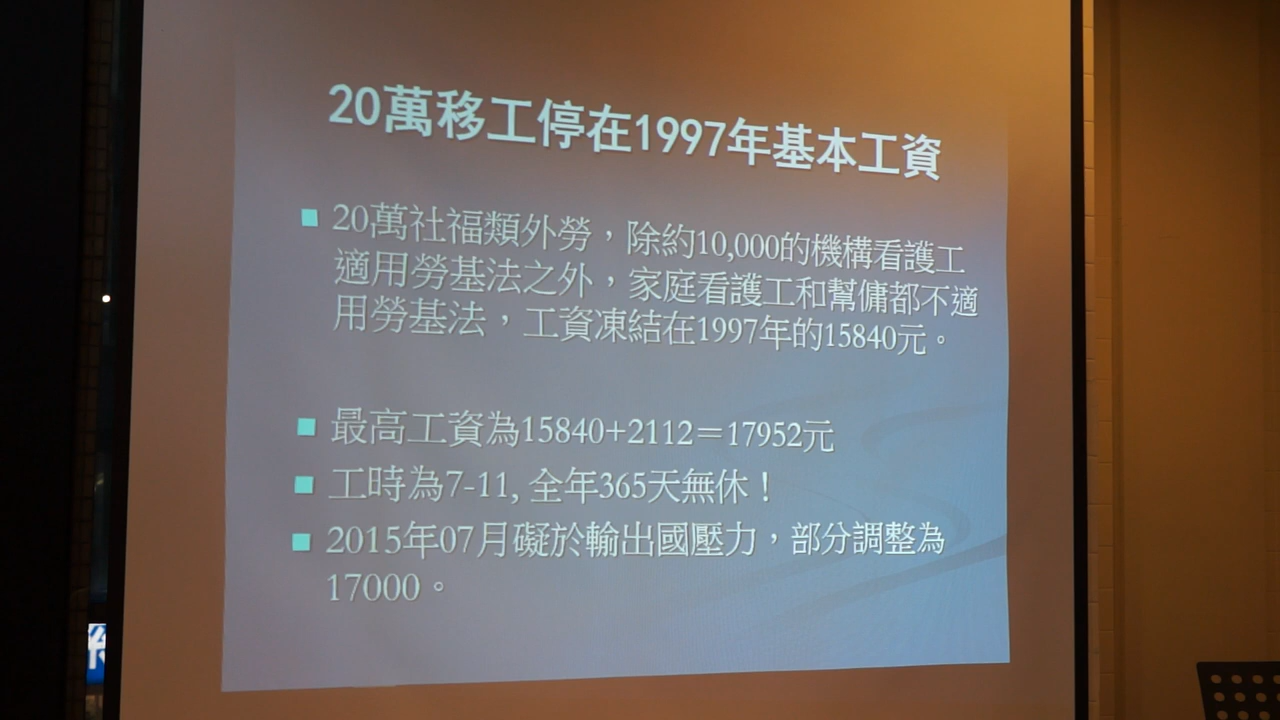 20萬移工停在1997年基本工資
■ 20萬社福類外勞，除約10,000的機構看護工
適用勞基法之外，家庭看護工和幫傭都不適
用勞基法，工資凍結在1997年的15840元。
■ 最高工資為15840+2112＝17952元
■ 工時為7-11, 全年365天無休！
■ 2015年07月礙於輸出國壓力，部分調整為
17000。